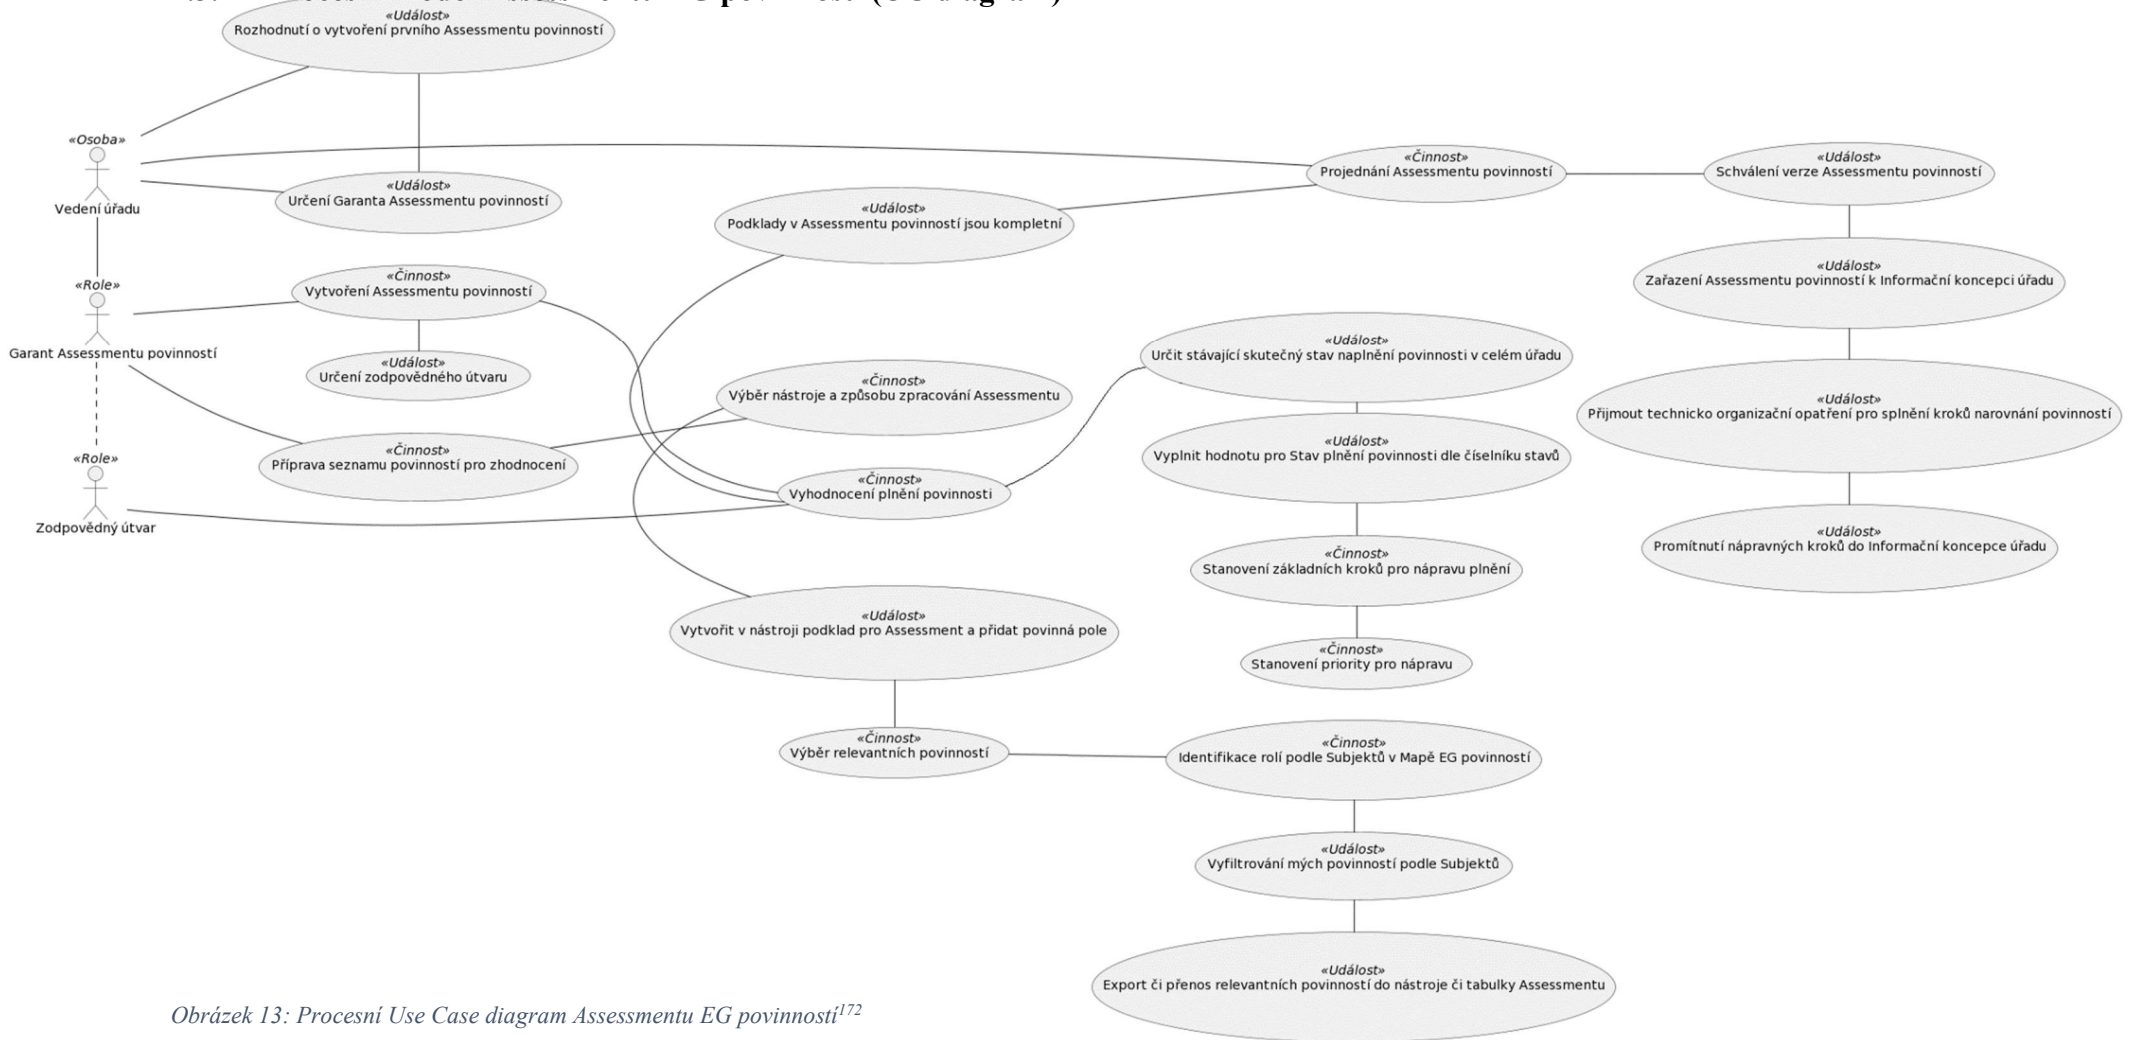 (UC diagram)
«Událost»
Rozhodnutí o vytvoření prvního Assessmentu povinností
«Osoba»
Vedení úřadu
«Událost»
Určení Garanta Assessmentu povinností
«Role»
Garant Assessmentu povinností
«Činnost»
Vytvoření Assessmentu povinností
«Událost»
Určení zodpovědného útvaru
«Role»
Zodpovědný útvar
«Činnost»
Příprava seznamu povinností pro zhodnocení
«Událost»
Podklady v Assessmentu povinností jsou kompletní
«Činnost»
Výběr nástroje a způsobu zpracování Assessmentu
«Činnost»
Vyhodnocení plnění povinnosti
«Událost»
Vytvořit v nástroji podklad pro Assessment a přidat povinná pole
«Činnost»
Výběr relevantních povinností
«Činnost»
Projednání Assessmentu povinností
«Událost»
Určit stávající skutečný stav naplnění povinnosti v celém úřadu
«Událost»
Vyplnit hodnotu pro Stav plnění povinnosti dle číselníku stavů
«Činnost»
Stanovení základních kroků pro nápravu plnění
«Činnost»
Stanovení priority pro nápravu
«Činnost»
Identifikace rolí podle Subjektů v Mapě EG povinností
«Událost»
Vyfiltrování mých povinností podle Subjektů
«Událost»
Export či přenos relevantních povinností do nástroje či tabulky Assessmentu
«Událost»
Schválení verze Assessmentu povinností
«Událost»
Zařazení Assessmentu povinností k Informační koncepci úřadu
«Událost»
Přijmout technicko organizační opatření pro splnění kroků narovnání povinností
«Událost»
Promítnutí nápravných kroků do Informační koncepce úřadu
Obrázek 13: Procesní Use Case diagram Assessmentu EG povinností172